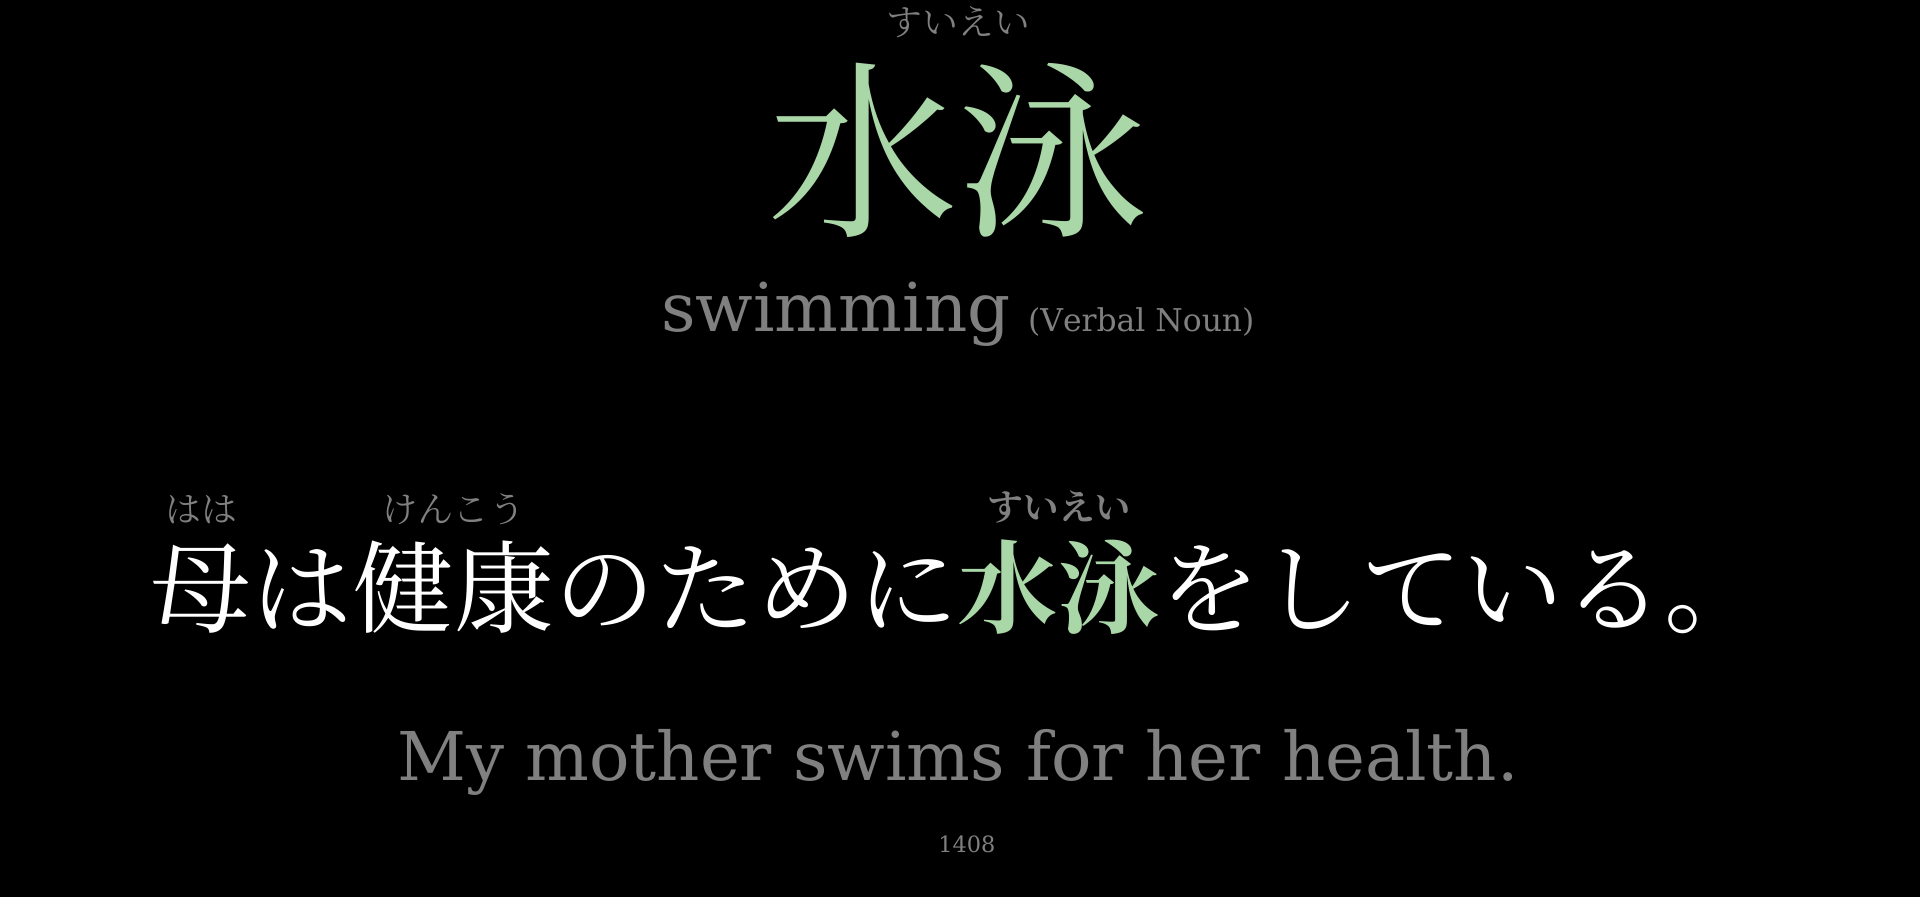 すいえい
水泳
swimming (Verbal Noun)
はは けんこう すいえい
母は健康のために水泳をしている。
My mother swims for her health.
1408